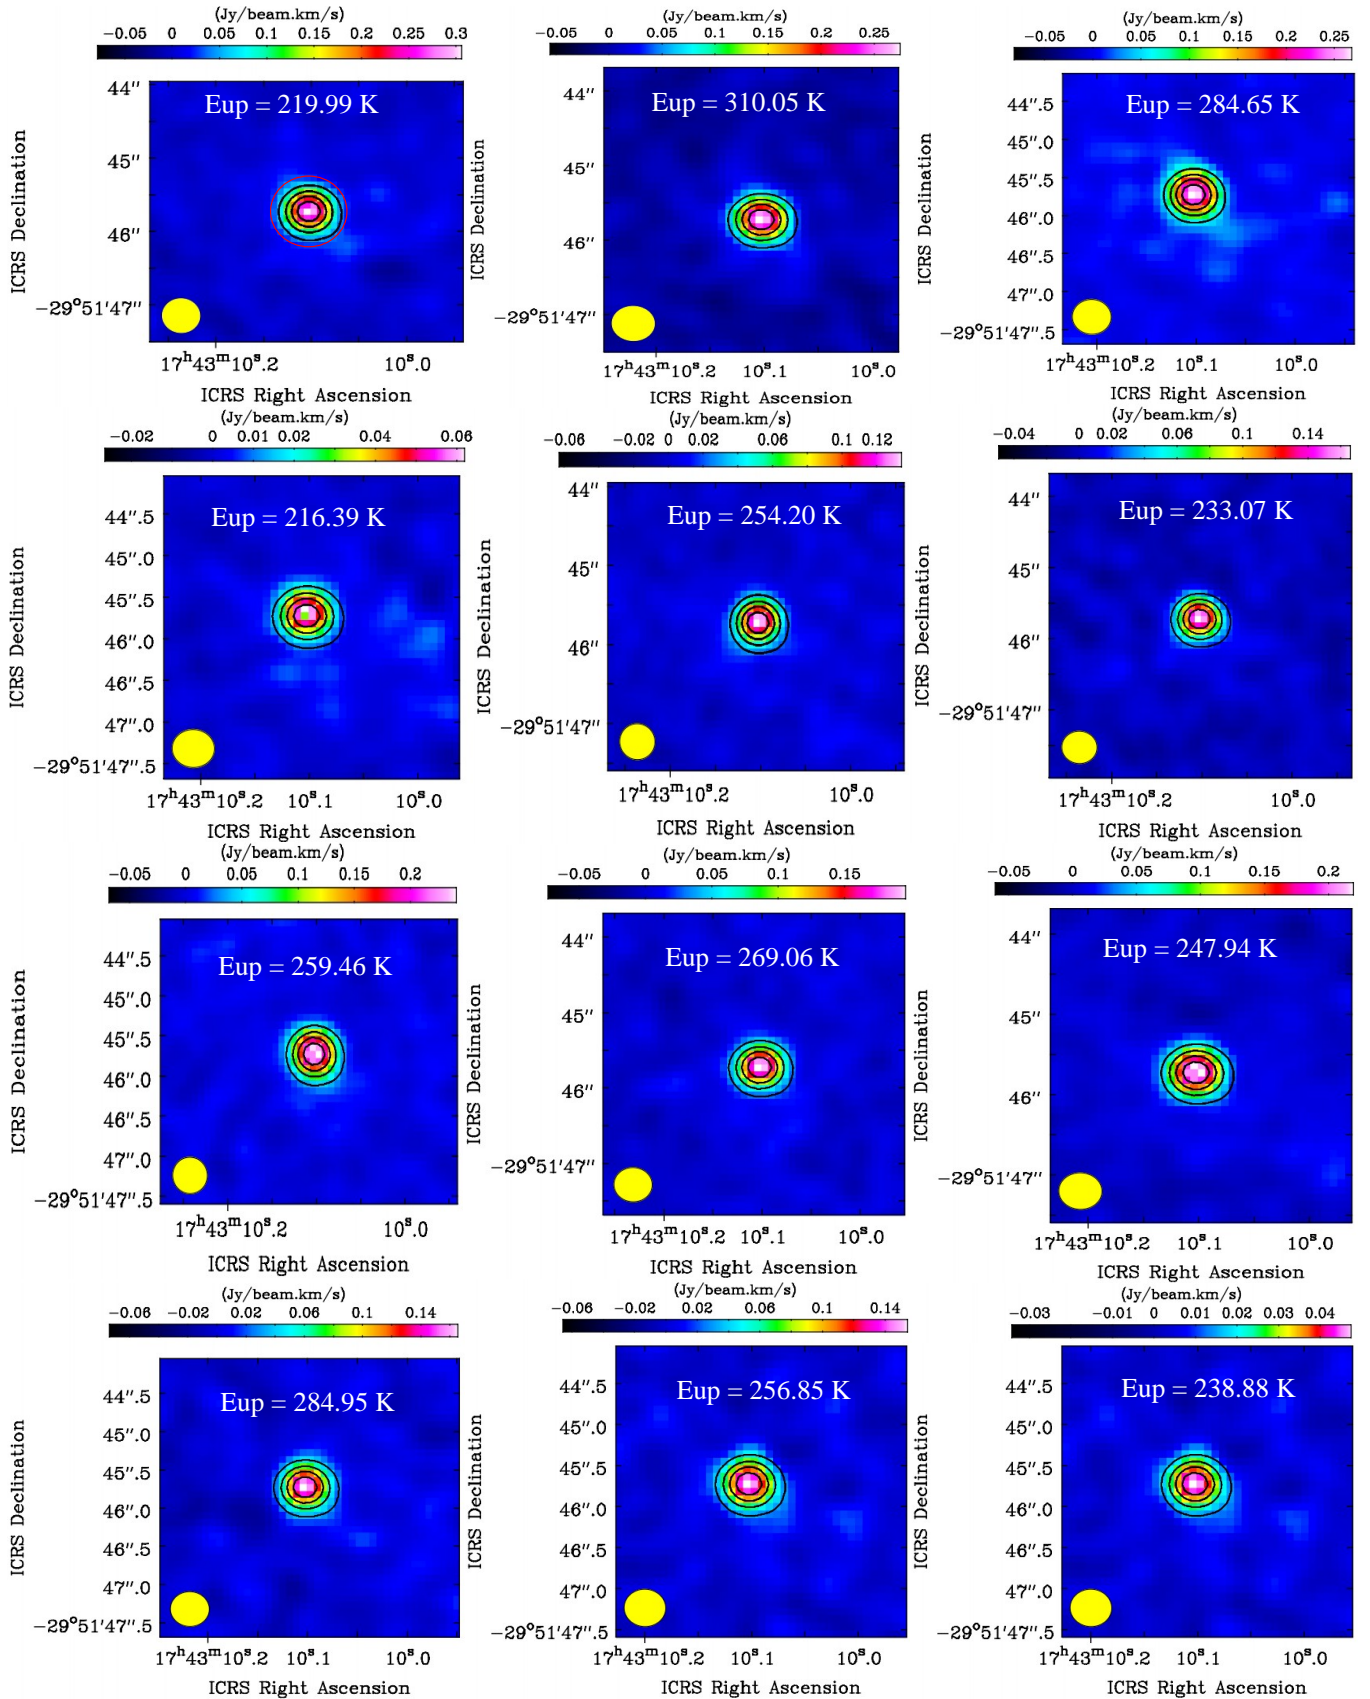 (Jy/beam.km/s)
−0.05 0 0.05 0.1 0.15 0.2 0.25 0.3
Eup = 219.99 K
ICRS Declination
44″
45″
46″
−29°51′47″
17ʰ43ᵐ10ˢ.2 10ˢ.0
ICRS Right Ascension
(Jy/beam.km/s)
−0.05 0 0.05 0.1 0.15 0.2 0.25
Eup = 310.05 K
ICRS Declination
44″
45″
46″
−29°51′47″
17ʰ43ᵐ10ˢ.2 10ˢ.1 10ˢ.0
ICRS Right Ascension
(Jy/beam.km/s)
−0.05 0 0.05 0.1 0.15 0.2 0.25
Eup = 284.65 K
ICRS Declination
44″.5
45″.0
45″.5
46″.0
46″.5
47″.0
−29°51′47″.5
17ʰ43ᵐ10ˢ.2 10ˢ.1 10ˢ.0
ICRS Right Ascension
(Jy/beam.km/s)
−0.02 0 0.01 0.02 0.04 0.06
Eup = 216.39 K
ICRS Declination
44″.5
45″.0
45″.5
46″.0
46″.5
47″.0
−29°51′47″.5
17ʰ43ᵐ10ˢ.2 10ˢ.1 10ˢ.0
ICRS Right Ascension
(Jy/beam.km/s)
−0.06 −0.02 0 0.02 0.06 0.1 0.12
Eup = 254.20 K
ICRS Declination
44″
45″
46″
−29°51′47″
17ʰ43ᵐ10ˢ.2 10ˢ.0
ICRS Right Ascension
(Jy/beam.km/s)
−0.04 0 0.02 0.06 0.1 0.14
Eup = 233.07 K
ICRS Declination
44″
45″
46″
−29°51′47″
17ʰ43ᵐ10ˢ.2 10ˢ.0
ICRS Right Ascension
(Jy/beam.km/s)
−0.05 0 0.05 0.1 0.15 0.2
Eup = 259.46 K
ICRS Declination
44″.5
45″.0
45″.5
46″.0
46″.5
47″.0
−29°51′47″.5
17ʰ43ᵐ10ˢ.2 10ˢ.0
ICRS Right Ascension
(Jy/beam.km/s)
−0.05 0 0.05 0.1 0.15
Eup = 269.06 K
ICRS Declination
44″
45″
46″
−29°51′47″
17ʰ43ᵐ10ˢ.2 10ˢ.1 10ˢ.0
ICRS Right Ascension
(Jy/beam.km/s)
−0.05 0 0.05 0.1 0.15 0.2
Eup = 247.94 K
ICRS Declination
44″
45″
46″
−29°51′47″
17ʰ43ᵐ10ˢ.2 10ˢ.1 10ˢ.0
ICRS Right Ascension
(Jy/beam.km/s)
−0.06 −0.02 0.02 0.06 0.1 0.14
Eup = 284.95 K
ICRS Declination
44″.5
45″.0
45″.5
46″.0
46″.5
47″.0
−29°51′47″.5
17ʰ43ᵐ10ˢ.2 10ˢ.1 10ˢ.0
ICRS Right Ascension
(Jy/beam.km/s)
−0.06 −0.02 0.02 0.06 0.1 0.14
Eup = 256.85 K
ICRS Declination
44″.5
45″.0
45″.5
46″.0
46″.5
47″.0
−29°51′47″.5
17ʰ43ᵐ10ˢ.2 10ˢ.1 10ˢ.0
ICRS Right Ascension
(Jy/beam.km/s)
−0.03 −0.01 0 0.01 0.02 0.03 0.04
Eup = 238.88 K
ICRS Declination
44″.5
45″.0
45″.5
46″.0
46″.5
47″.0
−29°51′47″.5
17ʰ43ᵐ10ˢ.2 10ˢ.1 10ˢ.0
ICRS Right Ascension